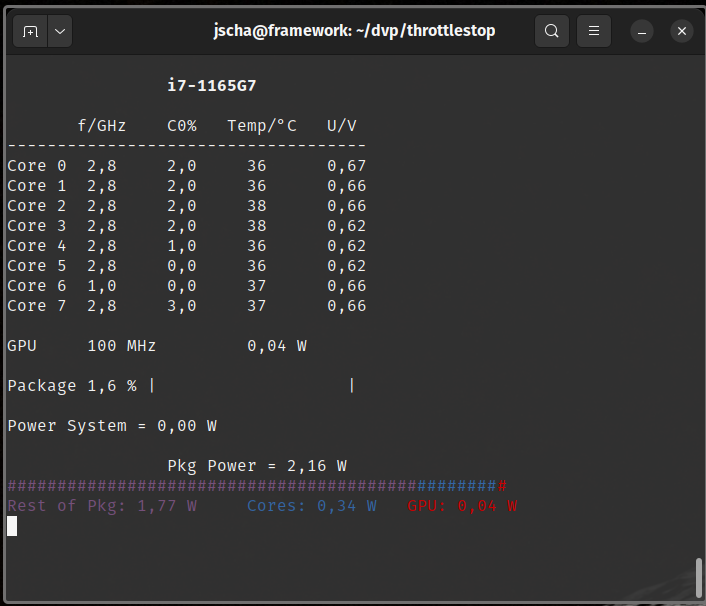 jscha@framework: ~/dvp/throttlestop
i7-1165G7
f/GHz C0% Temp/°C U/V
------------------------------------
Core 0 2,8 2,0 36 0,67
Core 1 2,8 2,0 36 0,66
Core 2 2,8 2,0 38 0,66
Core 3 2,8 2,0 38 0,62
Core 4 2,8 1,0 36 0,62
Core 5 2,8 0,0 36 0,62
Core 6 1,0 0,0 37 0,66
Core 7 2,8 3,0 37 0,66
GPU 100 MHz 0,04 W
Package 1,6 % | |
Power System = 0,00 W
Pkg Power = 2,16 W
##################################################
Rest of Pkg: 1,77 W Cores: 0,34 W GPU: 0,04 W